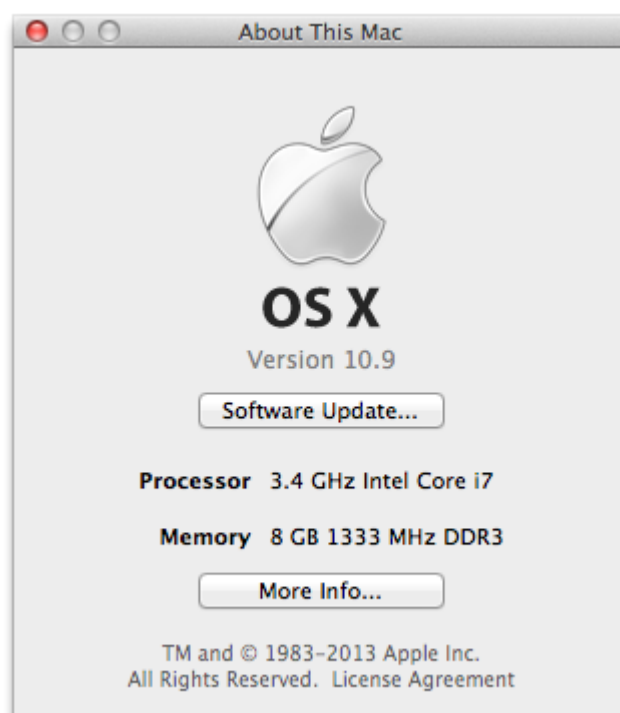 About This Mac
OS X
Version 10.9
Software Update...
Processor 3.4 GHz Intel Core i7
Memory 8 GB 1333 MHz DDR3
More Info...
TM and © 1983–2013 Apple Inc.
All Rights Reserved. License Agreement